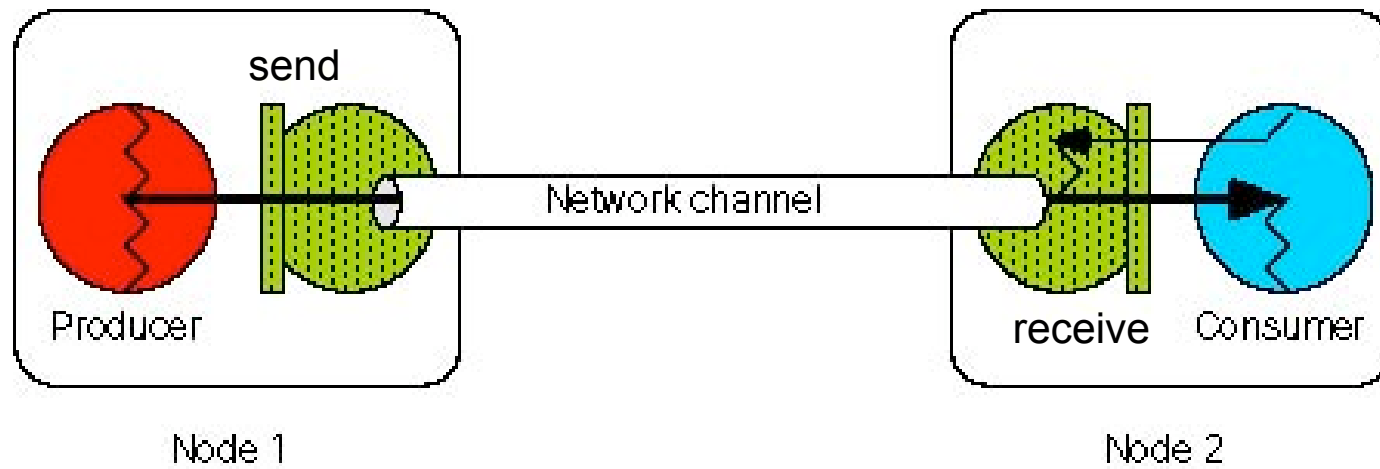 send
Network channel
Producer
receive
Consumer
Node 1
Node 2